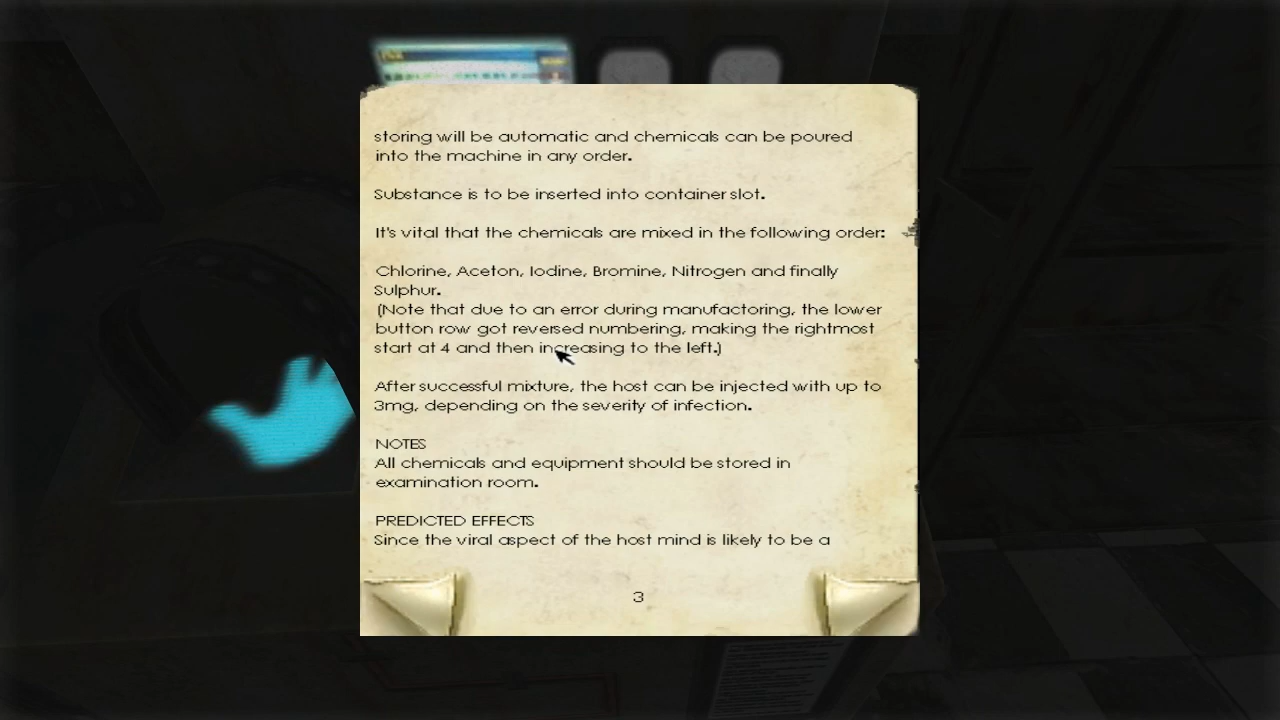 storing will be automatic and chemicals can be poured
into the machine in any order.
Substance is to be inserted into container slot.
It's vital that the chemicals are mixed in the following order:
Chlorine, Aceton, Iodine, Bromine, Nitrogen and finally
Sulphur.
(Note that due to an error during manufactoring, the lower
button row got reversed numbering, making the rightmost
start at 4 and then increasing to the left.)
After successful mixture, the host can be injected with up to
3mg, depending on the severity of infection.
NOTES
All chemicals and equipment should be stored in
examination room.
PREDICTED EFFECTS
Since the viral aspect of the host mind is likely to be a
3